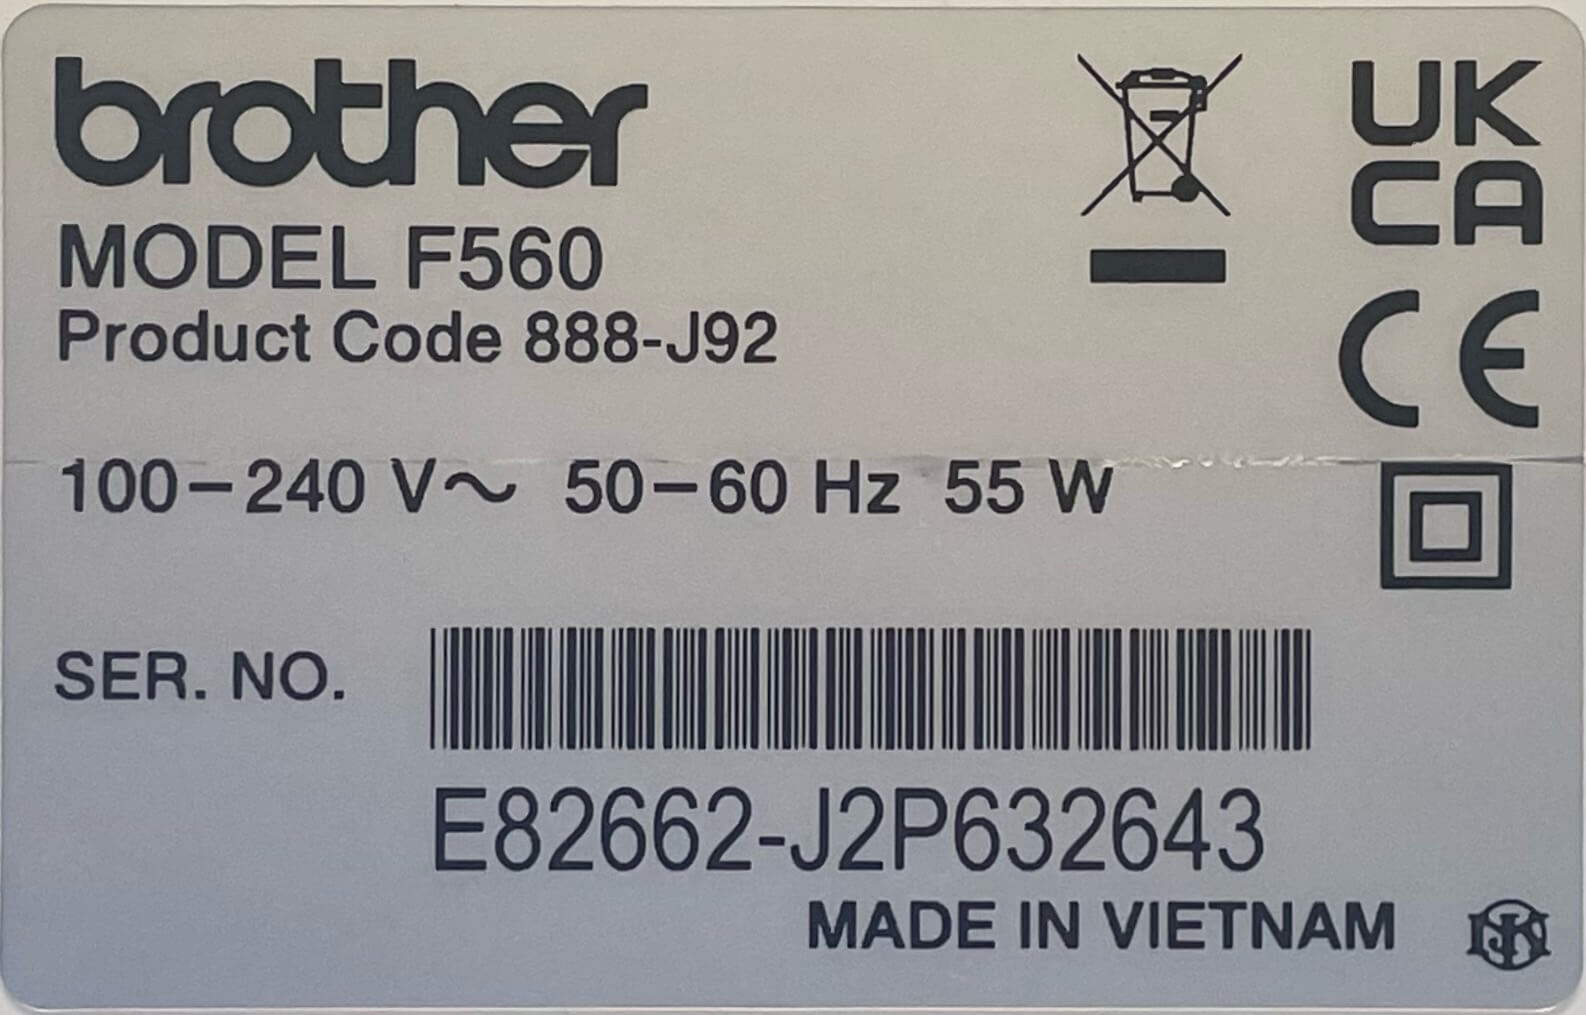 brother
UK
CA
MODEL F560
Product Code 888-J92
CE
100-240 V~ 50-60 Hz 55 W
SER. NO.
E82662-J2P632643
MADE IN VIETNAM